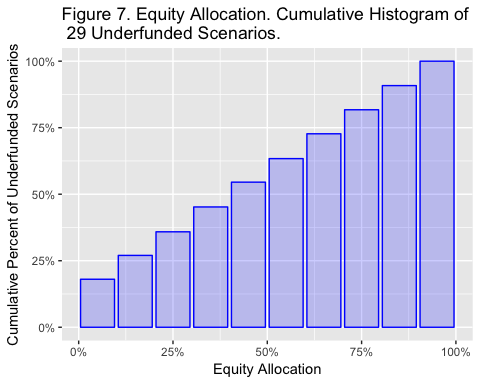 Figure 7. Equity Allocation. Cumulative Histogram of
29 Underfunded Scenarios.
Cumulative Percent of Underfunded Scenarios
100%
75%
50%
25%
0%
0% 25% 50% 75% 100%
Equity Allocation